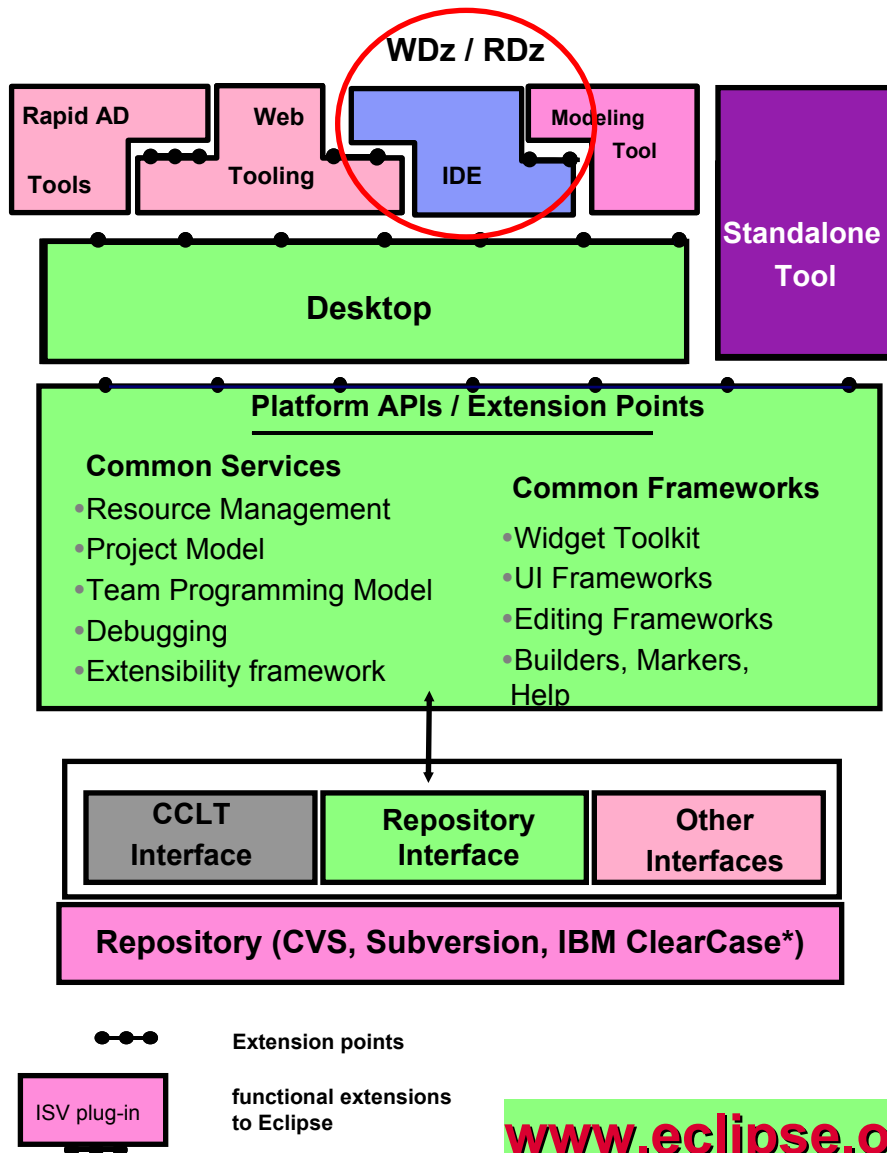 WDz / RDz
Rapid AD
Tools
Web
Tooling
IDE
Modeling
Tool
Standalone
Tool
Desktop
Platform APIs / Extension Points
Common Services
•Resource Management
•Project Model
•Team Programming Model
•Debugging
•Extensibility framework
Common Frameworks
•Widget Toolkit
•UI Frameworks
•Editing Frameworks
•Builders, Markers,
Help
CCLT
Interface
Repository
Interface
Other
Interfaces
Repository (CVS, Subversion, IBM ClearCase*)
Extension points
ISV plug-in
functional extensions
to Eclipse
www.eclipse.o